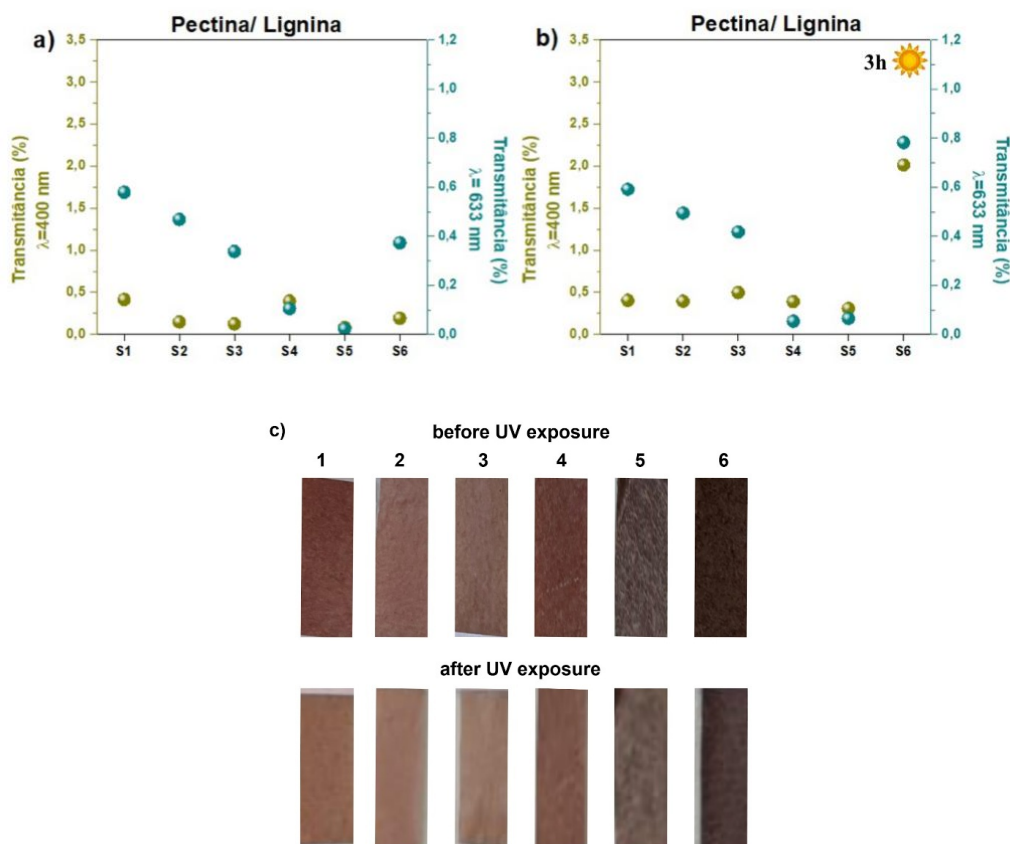 a)
Pectina/ Lignina
3,5
3,0
2,5
2,0
1,5
1,0
0,5
0,0
Transmitância (%)
λ=400 nm
1,2
1,0
0,8
0,6
0,4
0,2
0,0
Transmitância (%)
λ= 633 nm
S1 S2 S3 S4 S5 S6
b)
Pectina/ Lignina
3h
3,5
3,0
2,5
2,0
1,5
1,0
0,5
0,0
Transmitância (%)
λ=400 nm
1,2
1,0
0,8
0,6
0,4
0,2
0,0
Transmitância (%)
λ=633 nm
S1 S2 S3 S4 S5 S6
c)
before UV exposure
1 2 3 4 5 6
after UV exposure